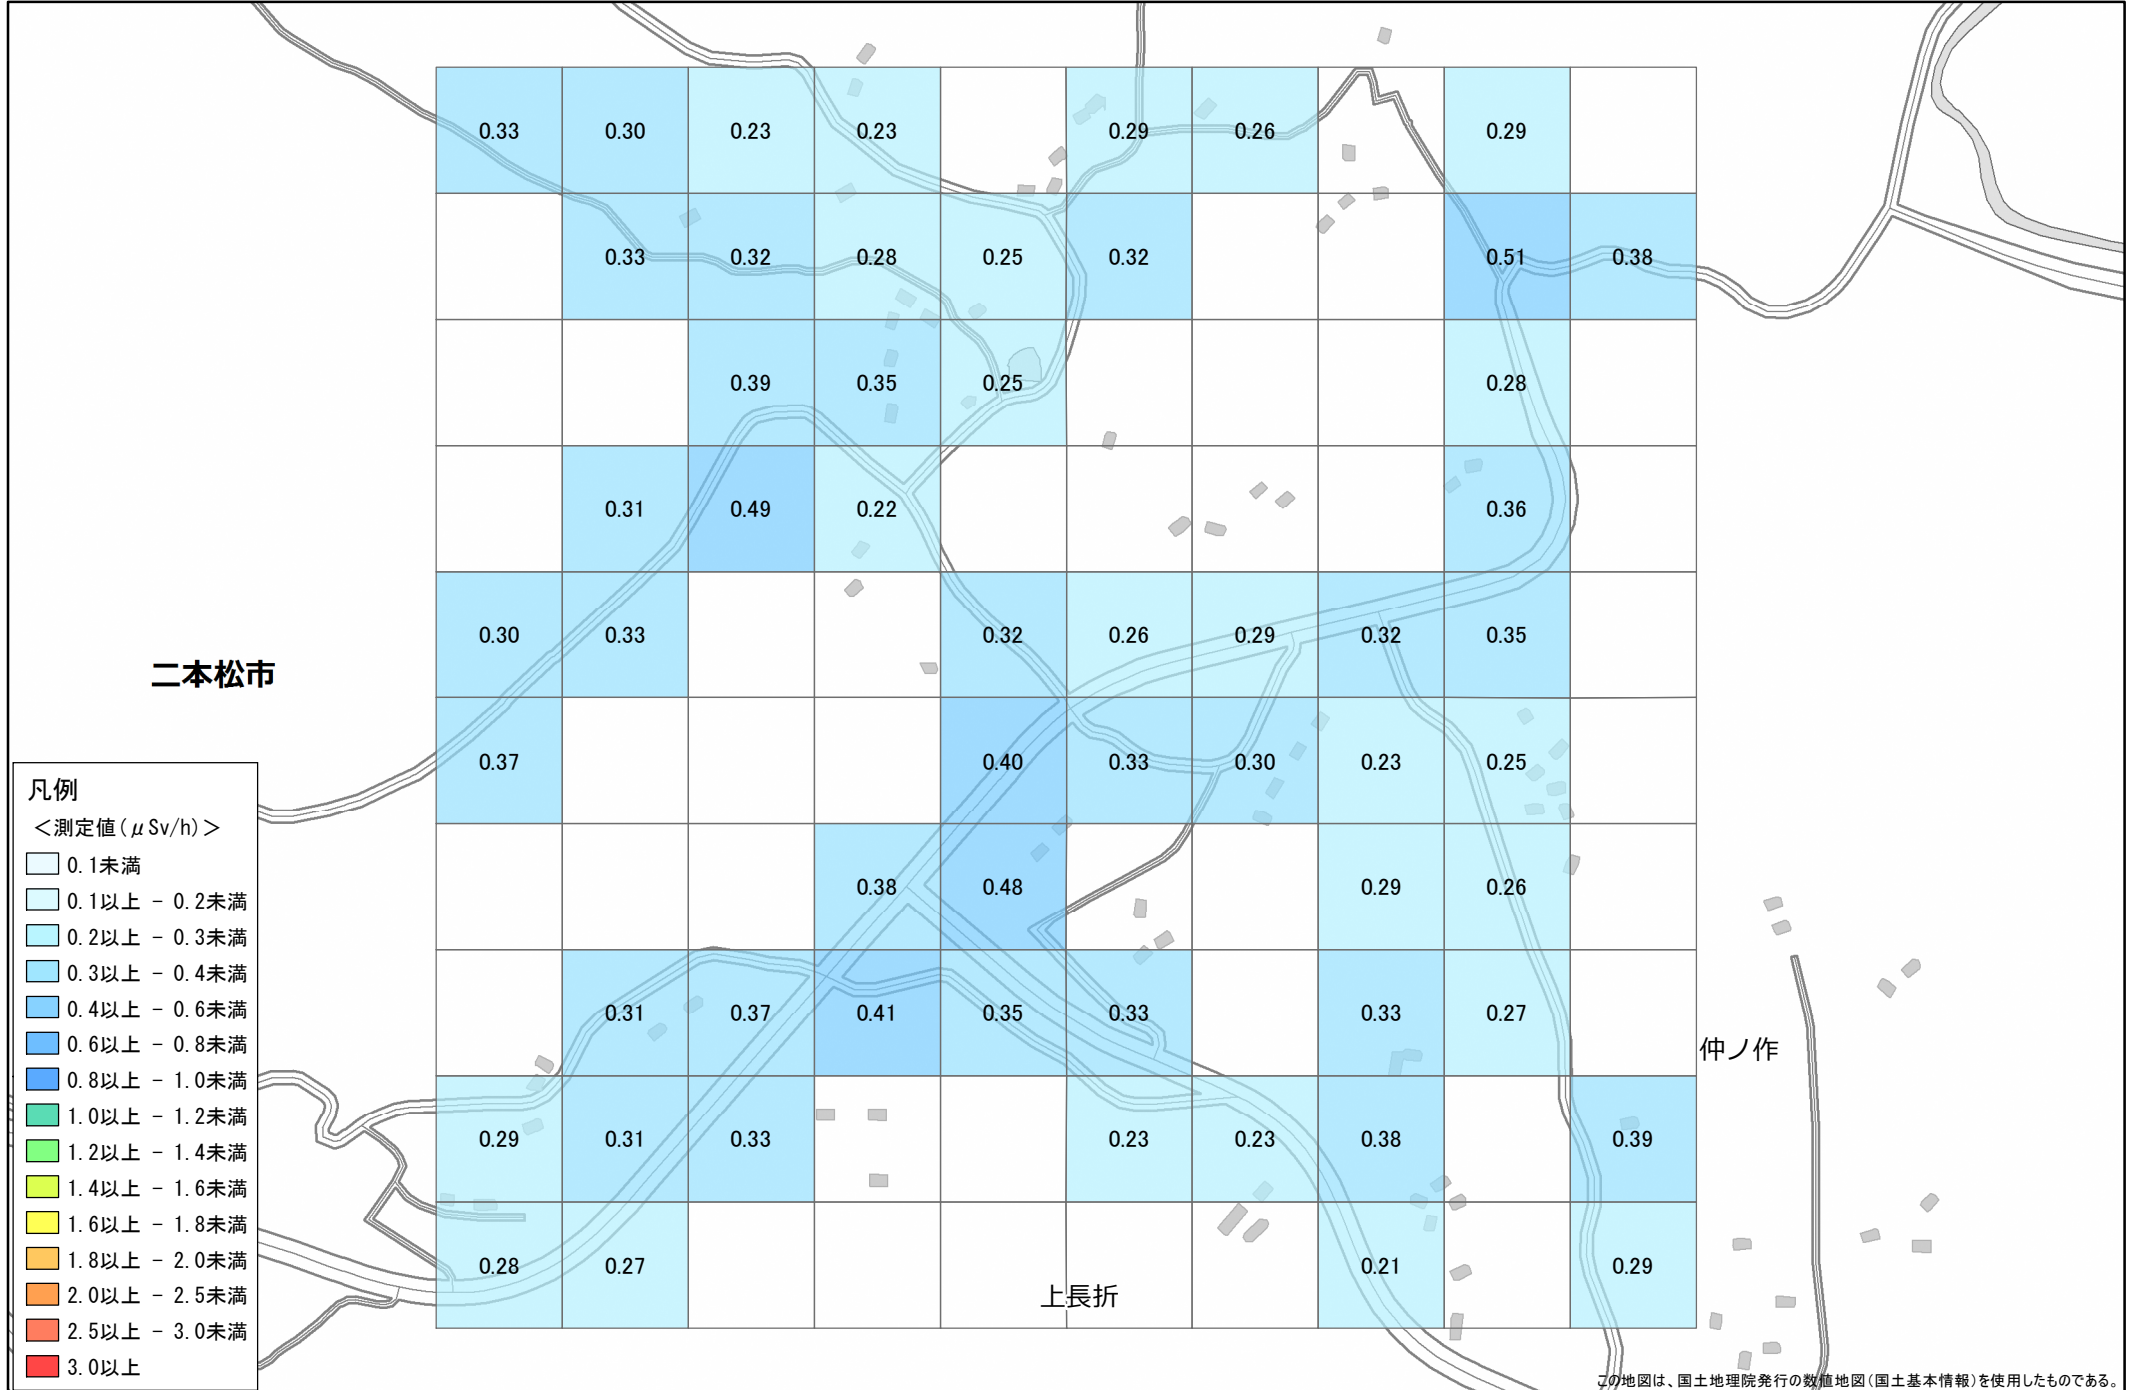 0.33 0.30 0.23 0.23 0.29 0.26 0.29
0.33 0.32 0.28 0.25 0.32 0.51 0.38
0.39 0.35 0.25 0.28
0.31 0.49 0.22 0.36
0.30 0.33 0.32 0.26 0.29 0.32 0.35
二本松市
0.37 0.40 0.33 0.30 0.23 0.25
0.38 0.48 0.29 0.26
0.31 0.37 0.41 0.35 0.33 0.33 0.27
仲ノ作
0.29 0.31 0.33 0.23 0.23 0.38 0.39
0.28 0.27 0.21 0.29
上長折
凡例
＜測定値(μSv/h)＞
0.1未満
0.1以上 - 0.2未満
0.2以上 - 0.3未満
0.3以上 - 0.4未満
0.4以上 - 0.6未満
0.6以上 - 0.8未満
0.8以上 - 1.0未満
1.0以上 - 1.2未満
1.2以上 - 1.4未満
1.4以上 - 1.6未満
1.6以上 - 1.8未満
1.8以上 - 2.0未満
2.0以上 - 2.5未満
2.5以上 - 3.0未満
3.0以上
この地図は、国土地理院発行の数値地図(国土基本情報)を使用したものである。